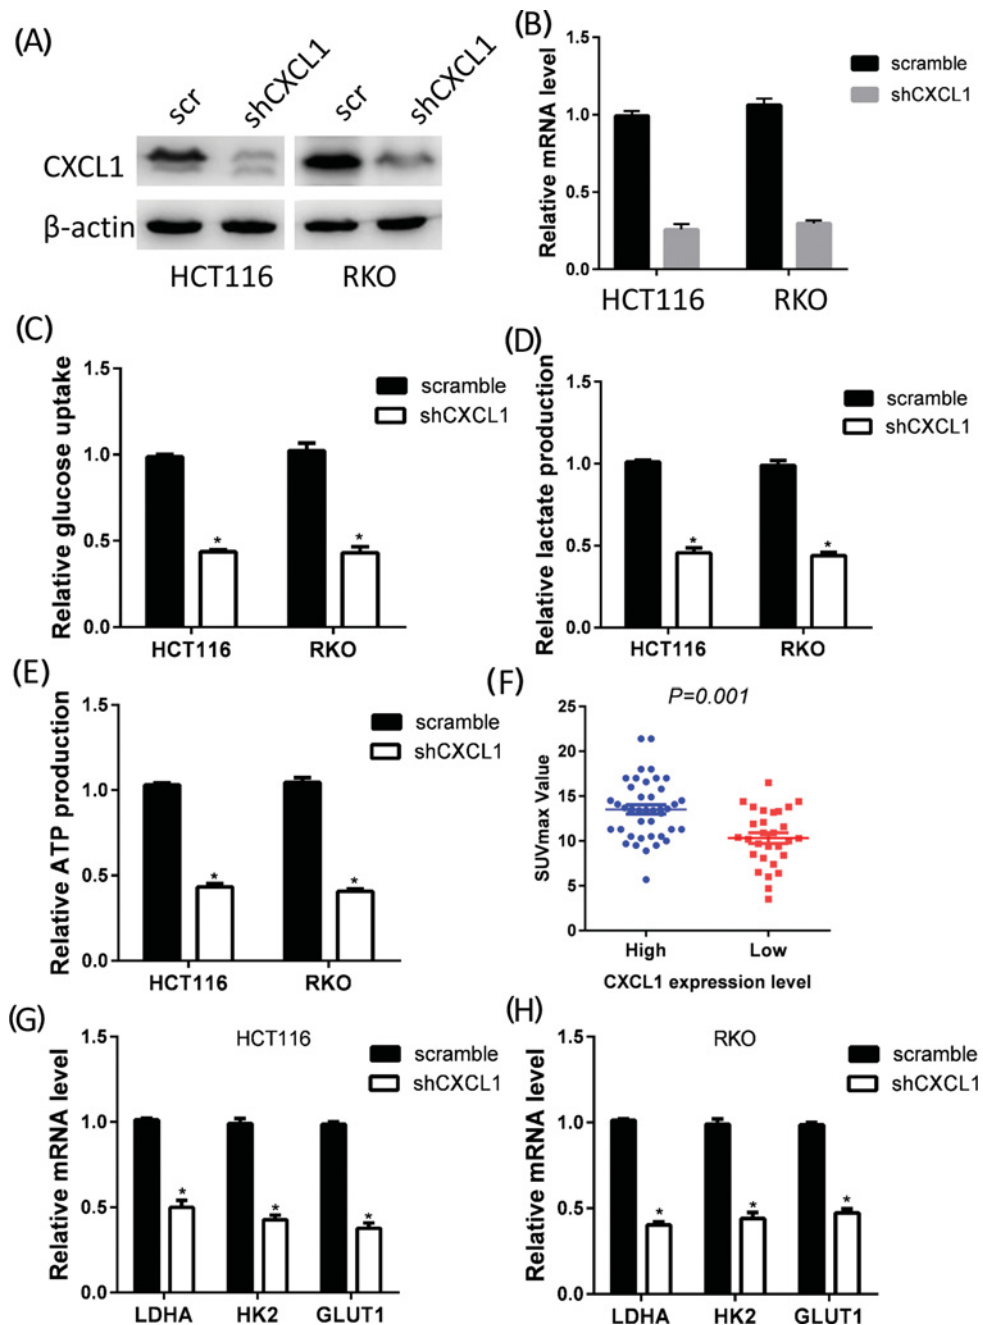 (A)
scr
shCXCL1
scr
shCXCL1
CXCL1
β-actin
HCT116
RKO
(B)
Relative mRNA level
1.5
1.0
0.5
0.0
scramble
shCXCL1
HCT116
RKO
(C)
Relative glucose uptake
1.5
1.0
0.5
0.0
scramble
shCXCL1
*
*
HCT116
RKO
(D)
Relative lactate production
1.5
1.0
0.5
0.0
scramble
shCXCL1
*
*
HCT116
RKO
(E)
Relative ATP production
1.5
1.0
0.5
0.0
scramble
shCXCL1
*
*
HCT116
RKO
(F)
P=0.001
SUVmax Value
25
20
15
10
5
0
High
Low
CXCL1 expression level
(G)
HCT116
Relative mRNA level
1.5
1.0
0.5
0.0
scramble
shCXCL1
*
*
*
LDHA
HK2
GLUT1
(H)
RKO
Relative mRNA level
1.5
1.0
0.5
0.0
scramble
shCXCL1
*
*
*
LDHA
HK2
GLUT1